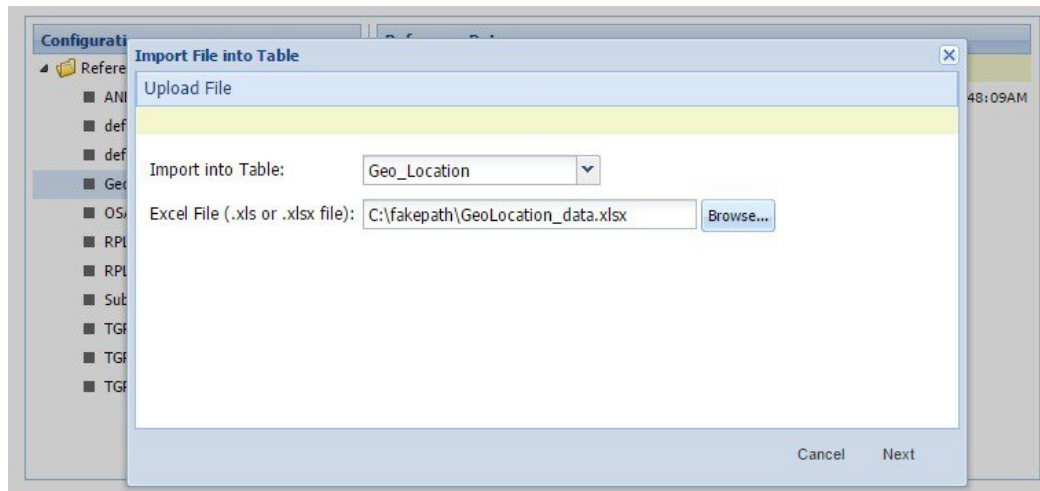 Configurati
Import File into Table
Refere
Upload File
ANI
48:09AM
def
def
Import into Table: Geo_Location
Geo
Excel File (.xls or .xlsx file): C:\fakepath\GeoLocation_data.xlsx Browse...
OSA
RPL
RPL
Sub
TGF
TGF
TGF
Cancel Next